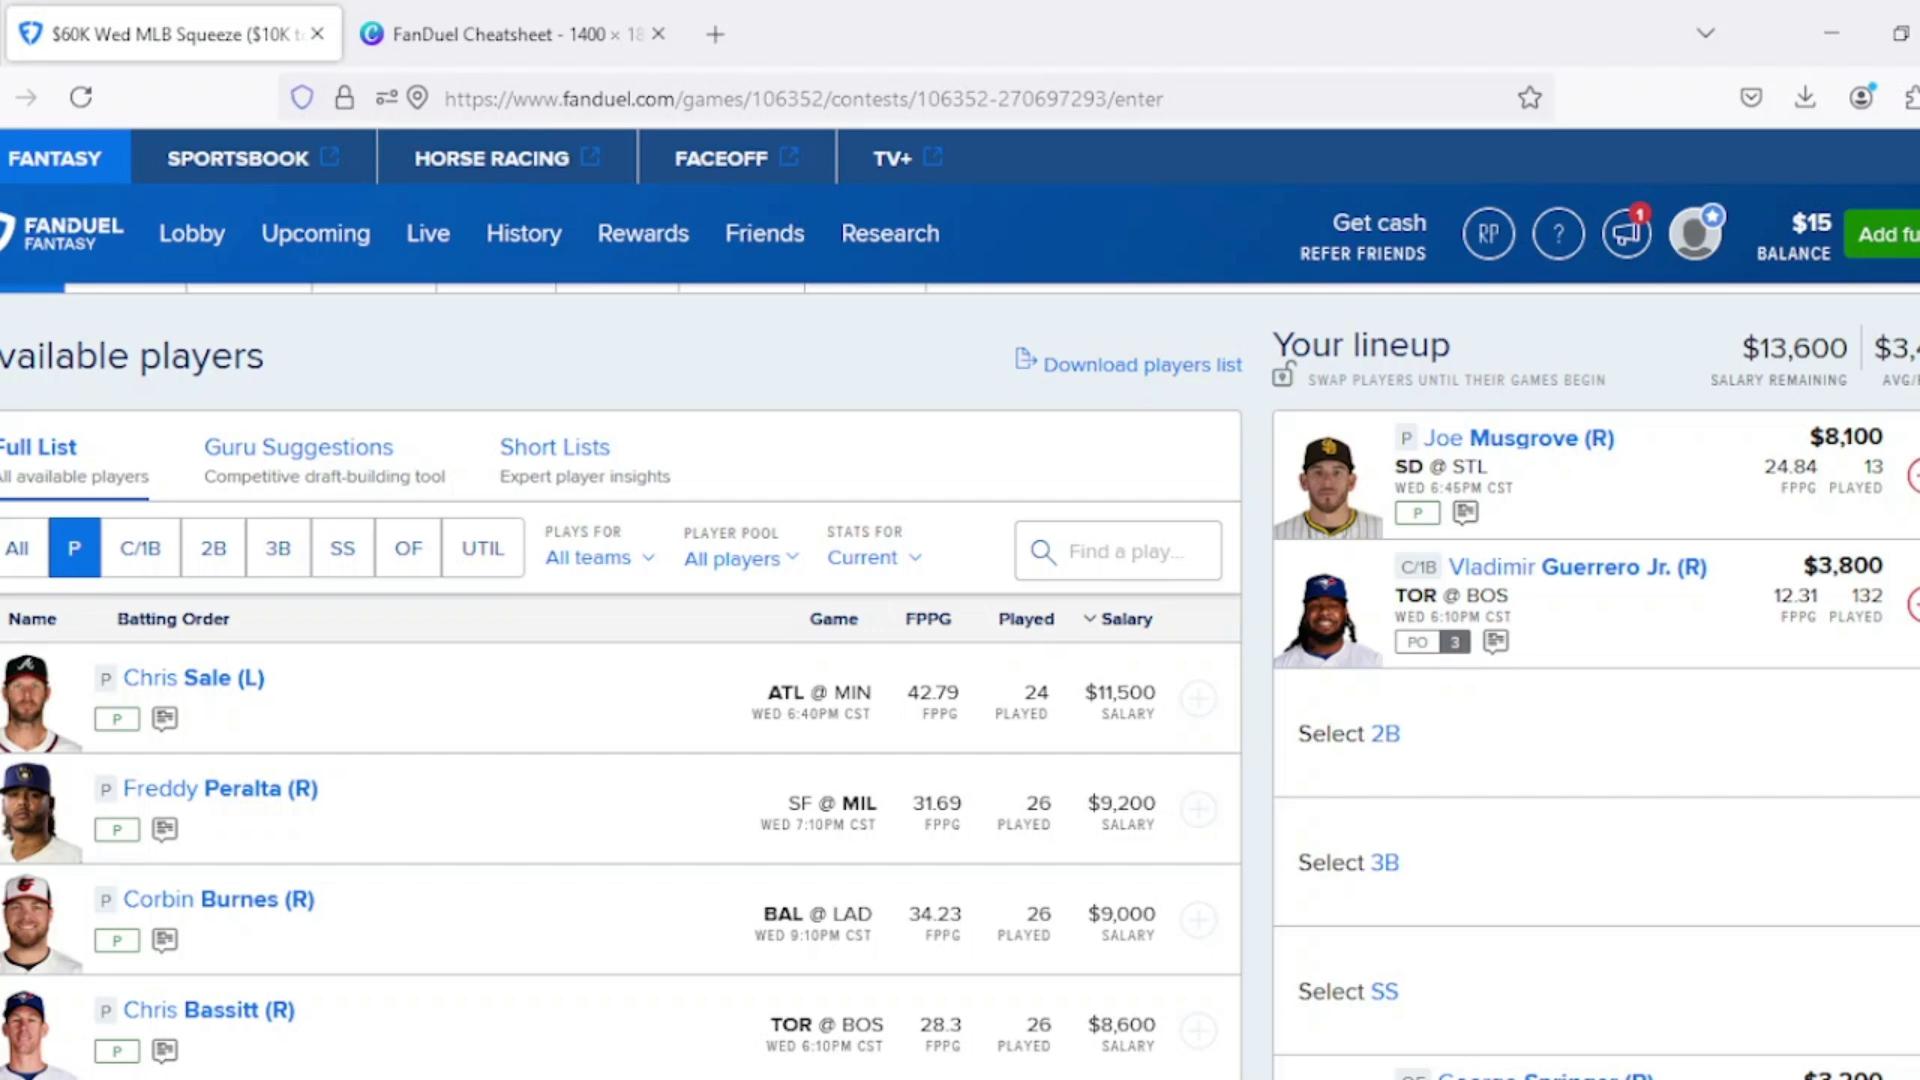 $60K Wed MLB Squeeze ($10K to
FanDuel Cheatsheet - 1400 × 18
https://www.fanduel.com/games/106352/contests/106352-270697293/enter
FANTASY
SPORTSBOOK
HORSE RACING
FACEOFF
TV+
FANDUEL
FANTASY
Lobby
Upcoming
Live
History
Rewards
Friends
Research
Get cash
REFER FRIENDS
RP
?
1
$15
BALANCE
Add fu
vailable players
Download players list
Your lineup
SWAP PLAYERS UNTIL THEIR GAMES BEGIN
$13,600
SALARY REMAINING
$3,
AVG/
Full List
All available players
Guru Suggestions
Competitive draft-building tool
Short Lists
Expert player insights
All
P
C/1B
2B
3B
SS
OF
UTIL
PLAYS FOR
All teams
PLAYER POOL
All players
STATS FOR
Current
Find a play...
Name
Batting Order
Game
FPPG
Played
Salary
P Chris Sale (L)
P
ATL @ MIN
WED 6:40PM CST
42.79
FPPG
24
PLAYED
$11,500
SALARY
P Freddy Peralta (R)
P
SF @ MIL
WED 7:10PM CST
31.69
FPPG
26
PLAYED
$9,200
SALARY
P Corbin Burnes (R)
P
BAL @ LAD
WED 9:10PM CST
34.23
FPPG
26
PLAYED
$9,000
SALARY
P Chris Bassitt (R)
P
TOR @ BOS
WED 6:10PM CST
28.3
FPPG
26
PLAYED
$8,600
SALARY
P Joe Musgrove (R)
$8,100
SD @ STL
WED 6:45PM CST
24.84
FPPG
13
PLAYED
P
C/1B Vladimir Guerrero Jr. (R)
$3,800
TOR @ BOS
WED 6:10PM CST
12.31
FPPG
132
PLAYED
PO 3
Select 2B
Select 3B
Select SS
OF George Springer (R)
$3,200